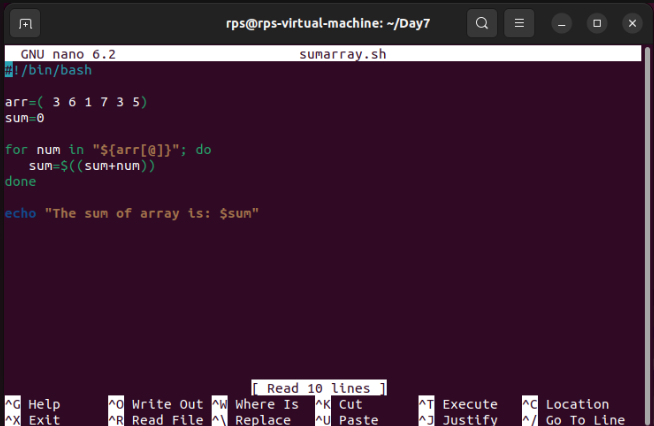 rps@rps-virtual-machine: ~/Day7
GNU nano 6.2 sumarray.sh
#!/bin/bash
arr=( 3 6 1 7 3 5)
sum=0
for num in "${arr[@]}"; do
   sum=$((sum+num))
done
echo "The sum of array is: $sum"
[ Read 10 lines ]
^G Help ^O Write Out ^W Where Is ^K Cut ^T Execute ^C Location
^X Exit ^R Read File ^\ Replace ^U Paste ^J Justify ^/ Go To Line